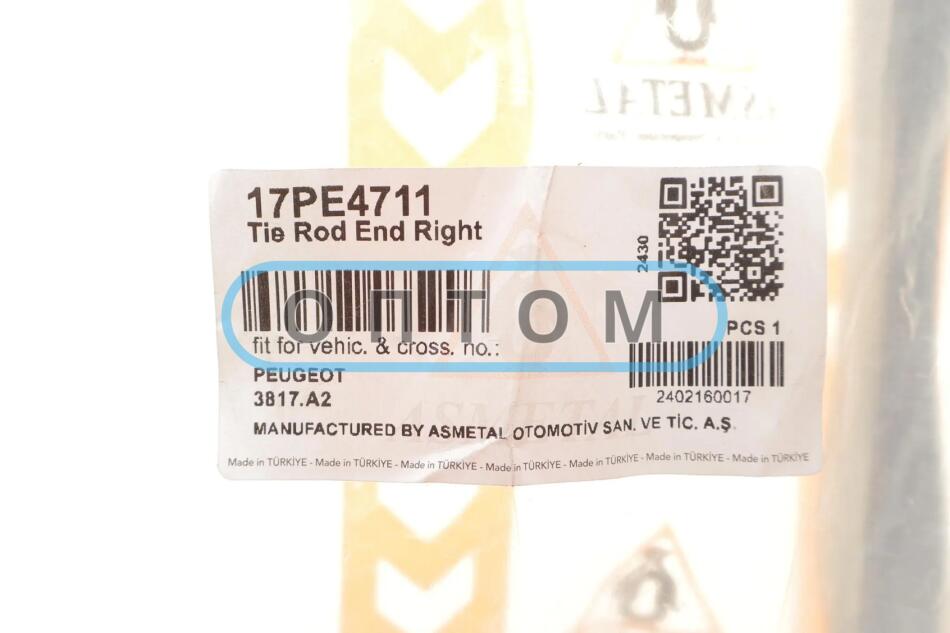 ASMETAL
17PE4711
Tie Rod End Right
2430
ОПТОМ
fit for vehic. & cross. no.:
PCS 1
PEUGEOT
3817.A2
2402160017
ASMETAL
MANUFACTURED BY ASMETAL OTOMOTİV SAN. VE TİC. A.Ş.
Made in TÜRKİYE - Made in TÜRKİYE - Made in TÜRKİYE - Made in TÜRKİYE - Made in TÜRKİYE - Made in TÜRKİYE - Made in TÜRKİYE